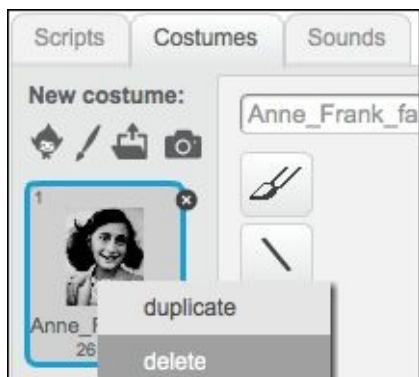 Scripts Costumes Sounds
New costume:
Anne_Frank_fa
1
duplicate
Anne_F
26
delete